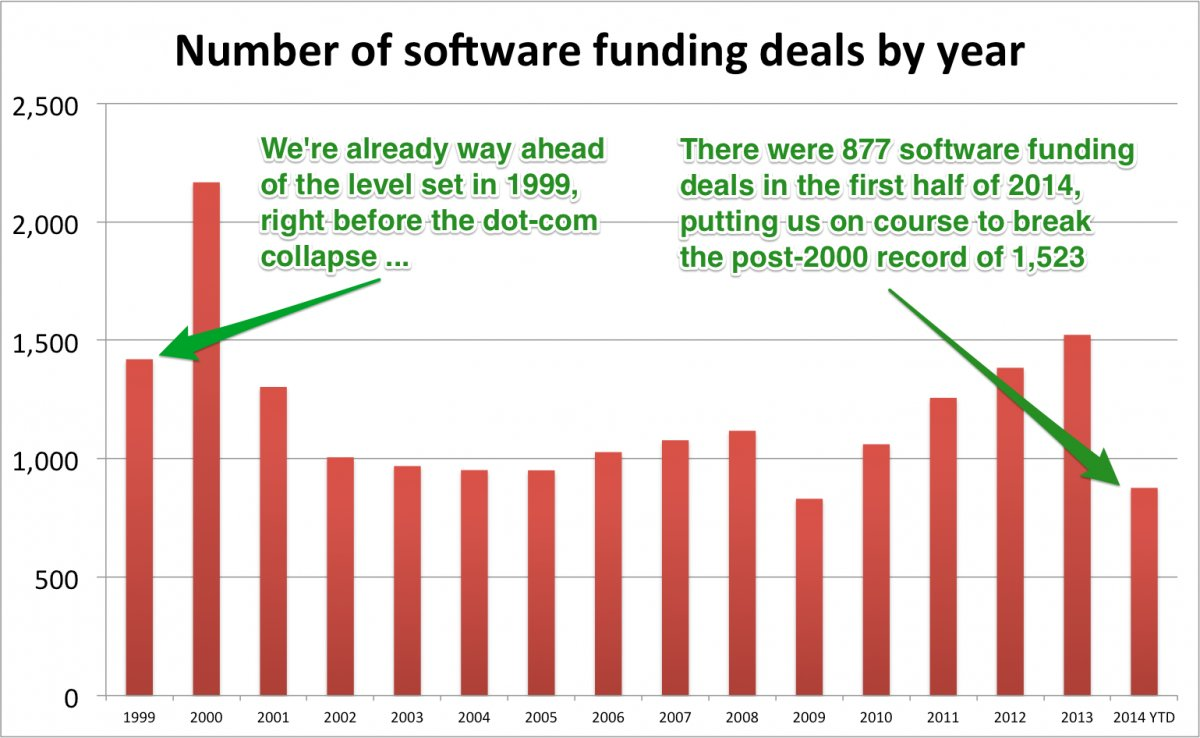 Number of software funding deals by year
2,500
2,000
1,500
1,000
500
0
We're already way ahead
of the level set in 1999,
right before the dot-com
collapse ...
There were 877 software funding
deals in the first half of 2014,
putting us on course to break
the post-2000 record of 1,523
1999 2000 2001 2002 2003 2004 2005 2006 2007 2008 2009 2010 2011 2012 2013 2014 YTD